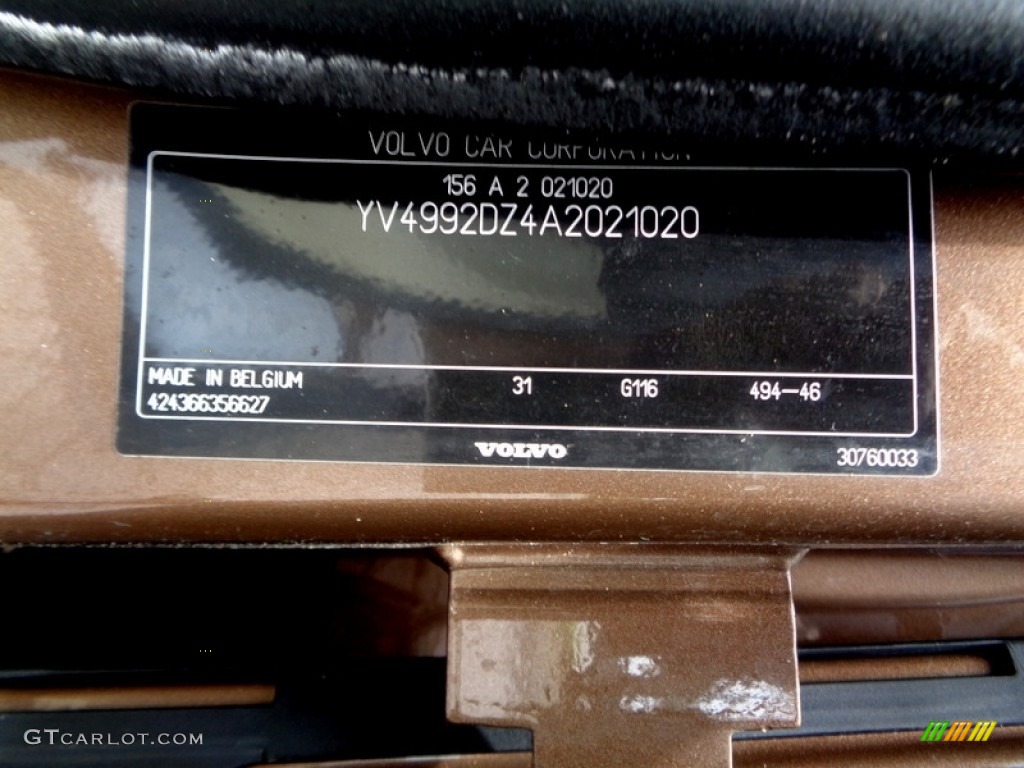 VOLVO CAR CORPORATION
156 A 2 021020
YV4992DZ4A2021020
MADE IN BELGIUM 31 G116 494-46
424366356627
VOLVO
30760033
GTCARLOT.COM